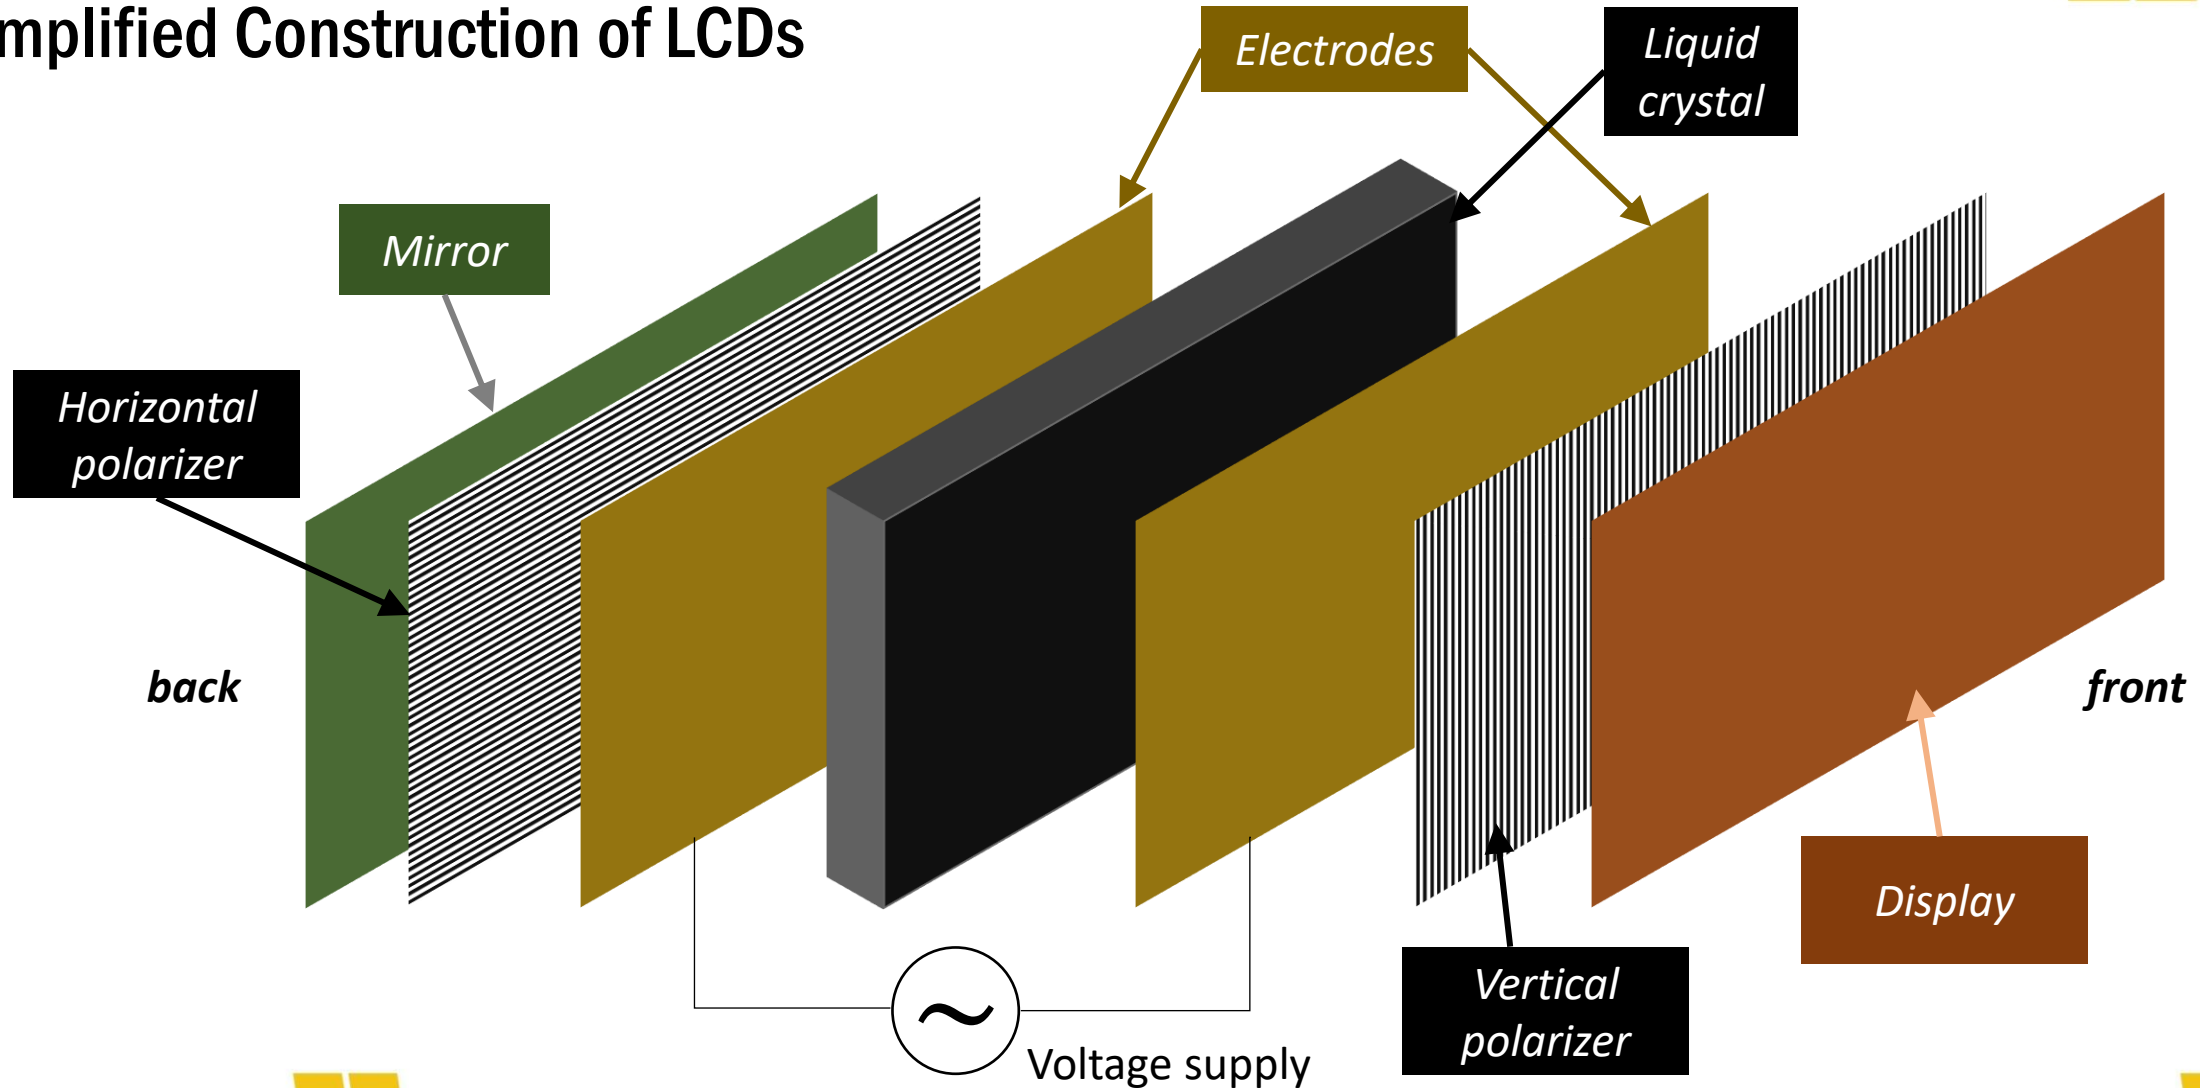 mplified Construction of LCDs
Electrodes
Liquid
crystal
Mirror
Horizontal
polarizer
back
front
Display
Vertical
polarizer
~
Voltage supply